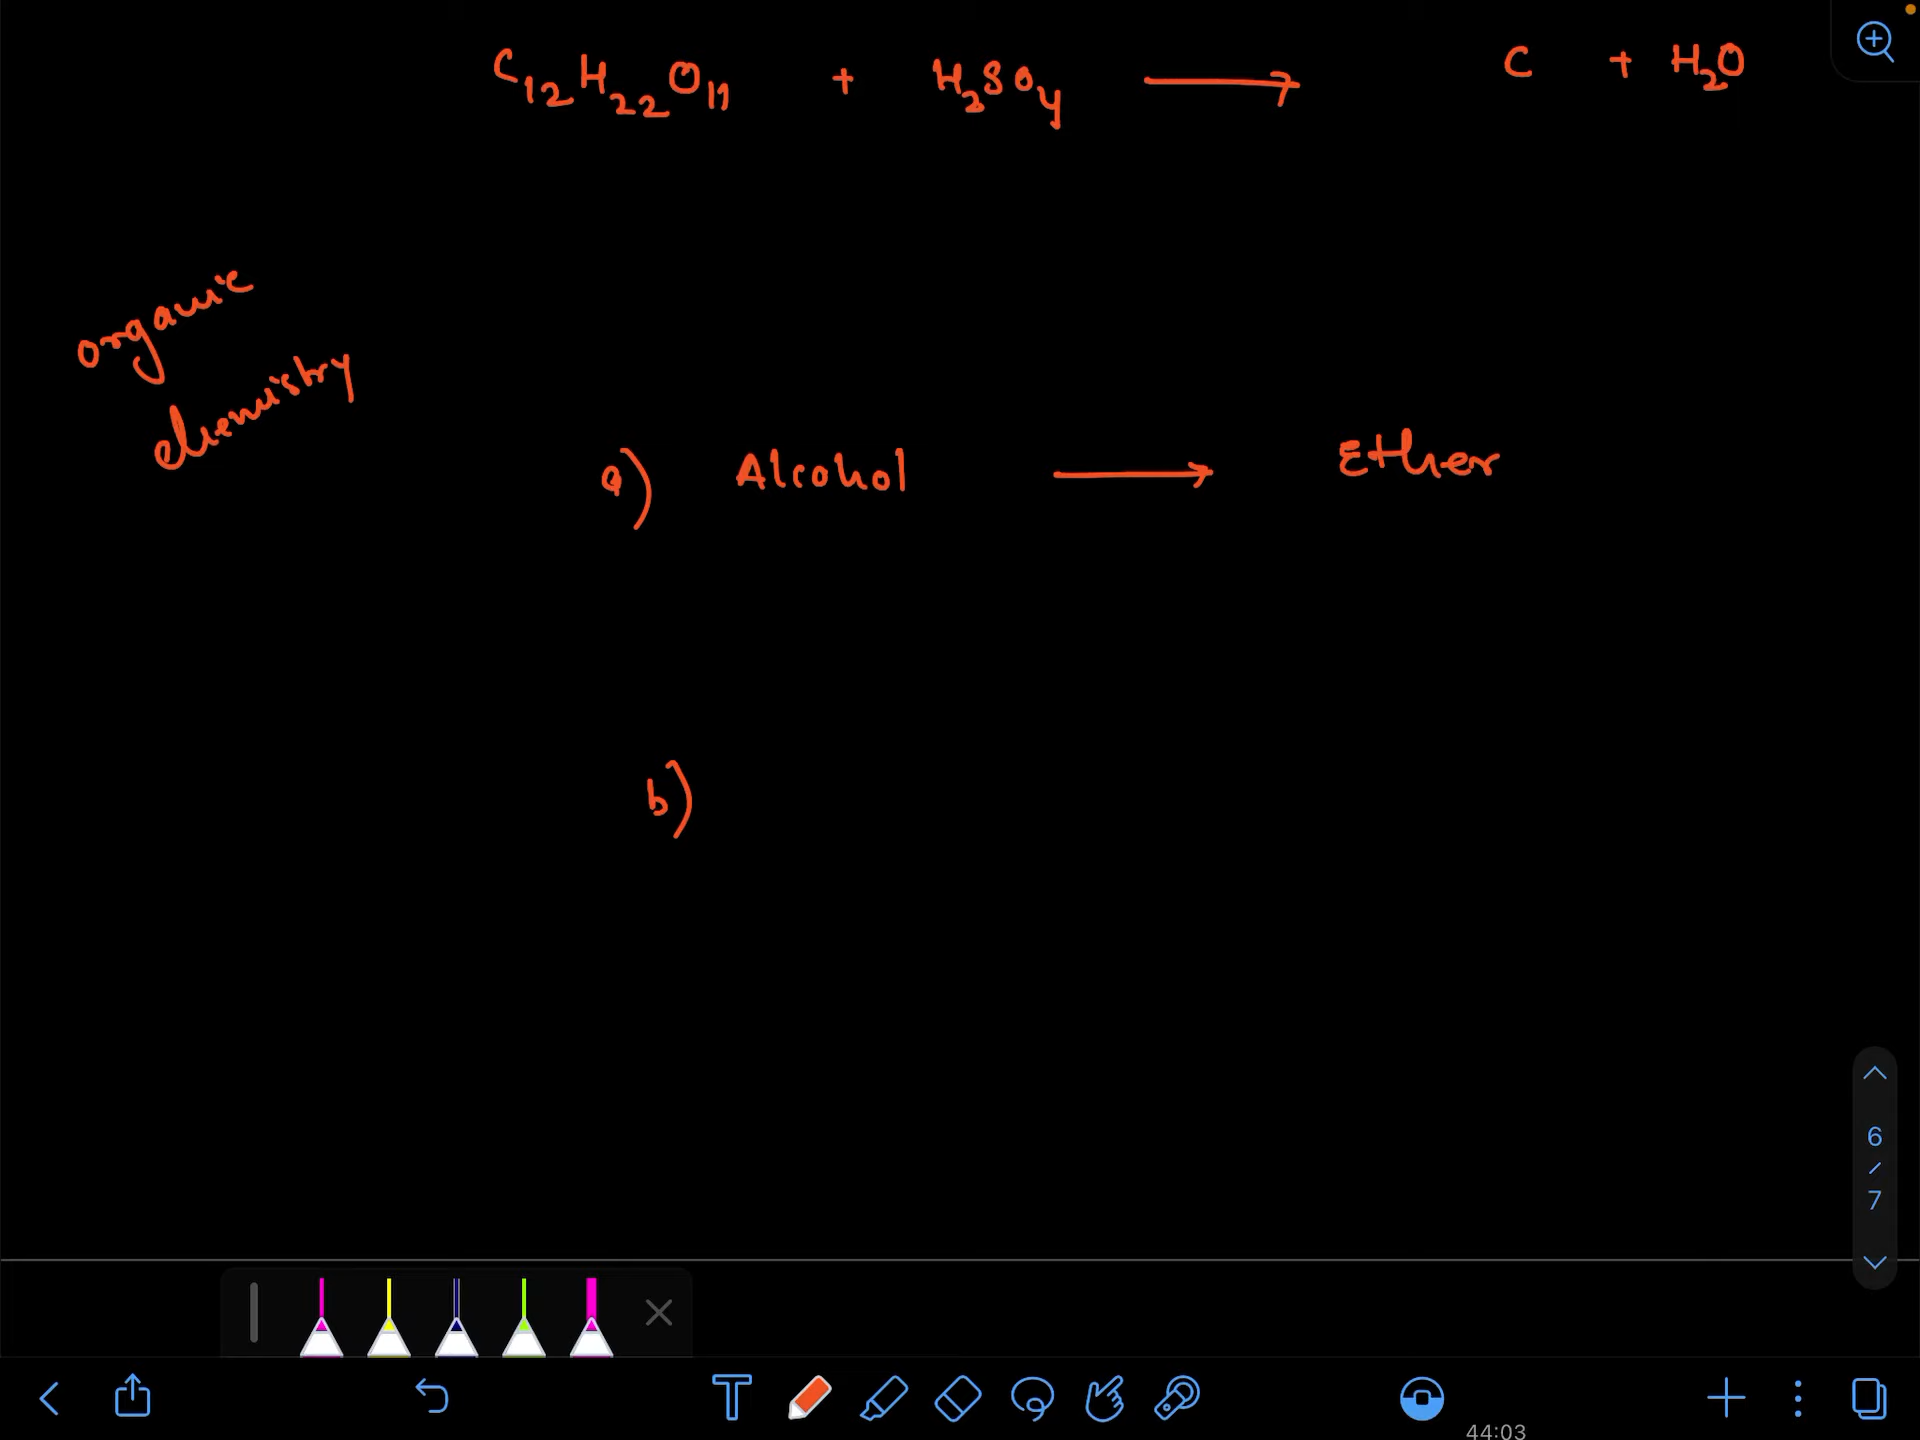 C₁₂H₂₂O₁₁ + H₂SO₄ ⟶ C + H₂O
organic
chemistry
a) Alcohol ⟶ Ether
b)
6
/
7
44:03